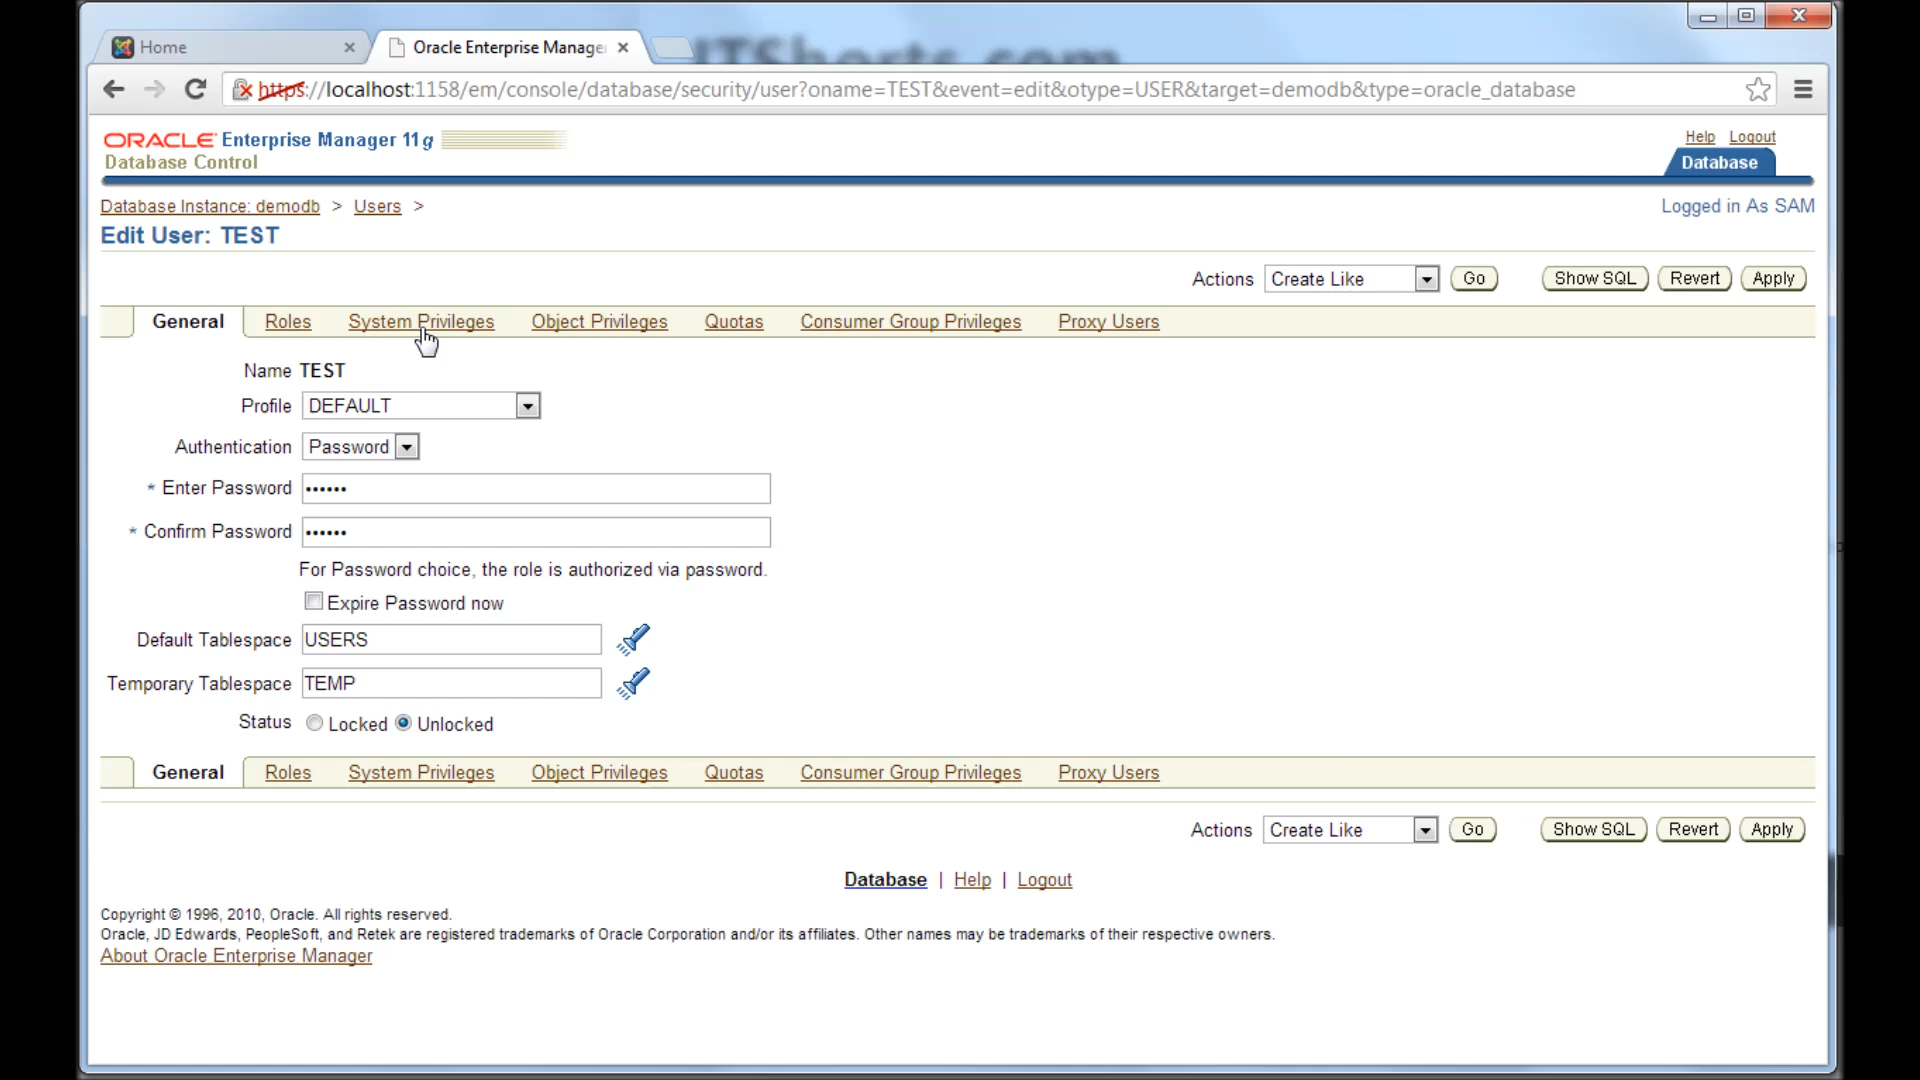 ITShorts.com
Home
Oracle Enterprise Manage
https://localhost:1158/em/console/database/security/user?oname=TEST&event=edit&otype=USER&target=demodb&type=oracle_database
ORACLE Enterprise Manager 11g
Database Control
Help Logout
Database
Database Instance: demodb > Users >
Logged in As SAM
Edit User: TEST
Actions Create Like Go Show SQL Revert Apply
General Roles System Privileges Object Privileges Quotas Consumer Group Privileges Proxy Users
Name TEST
Profile DEFAULT
Authentication Password
* Enter Password ••••••
* Confirm Password ••••••
For Password choice, the role is authorized via password.
Expire Password now
Default Tablespace USERS
Temporary Tablespace TEMP
Status Locked Unlocked
General Roles System Privileges Object Privileges Quotas Consumer Group Privileges Proxy Users
Actions Create Like Go Show SQL Revert Apply
Database | Help | Logout
Copyright © 1996, 2010, Oracle. All rights reserved.
Oracle, JD Edwards, PeopleSoft, and Retek are registered trademarks of Oracle Corporation and/or its affiliates. Other names may be trademarks of their respective owners.
About Oracle Enterprise Manager